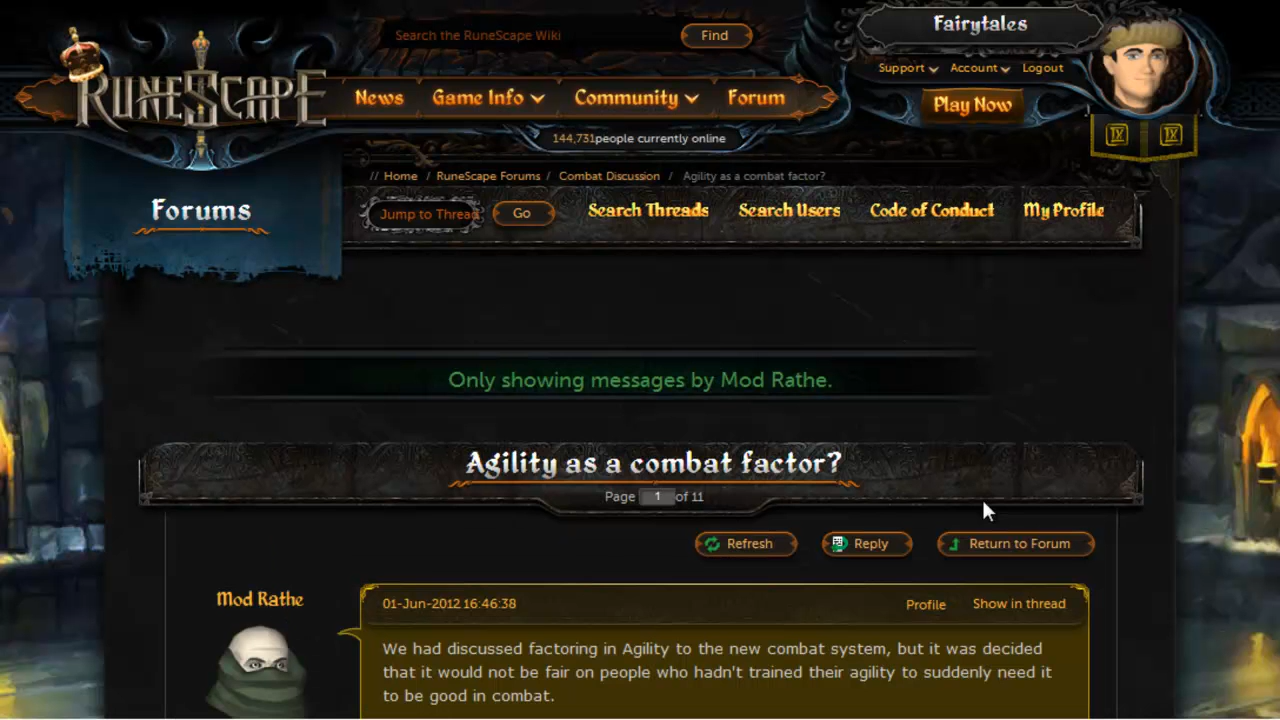 Fairytales
Search the RuneScape Wiki
Find
Support
Account
Logout
RUNESCAPE
News
Game Info
Community
Forum
Play Now
144,731people currently online
IX
IX
// Home / RuneScape Forums / Combat Discussion / Agility as a combat factor?
Forums
Jump to Thread
Go
Search Threads
Search Users
Code of Conduct
My Profile
Only showing messages by Mod Rathe.
Agility as a combat factor?
Page 1 of 11
Refresh
Reply
Return to Forum
Mod Rathe
01-Jun-2012 16:46:38
Profile
Show in thread
We had discussed factoring in Agility to the new combat system, but it was decided
that it would not be fair on people who hadn't trained their agility to suddenly need it
to be good in combat.